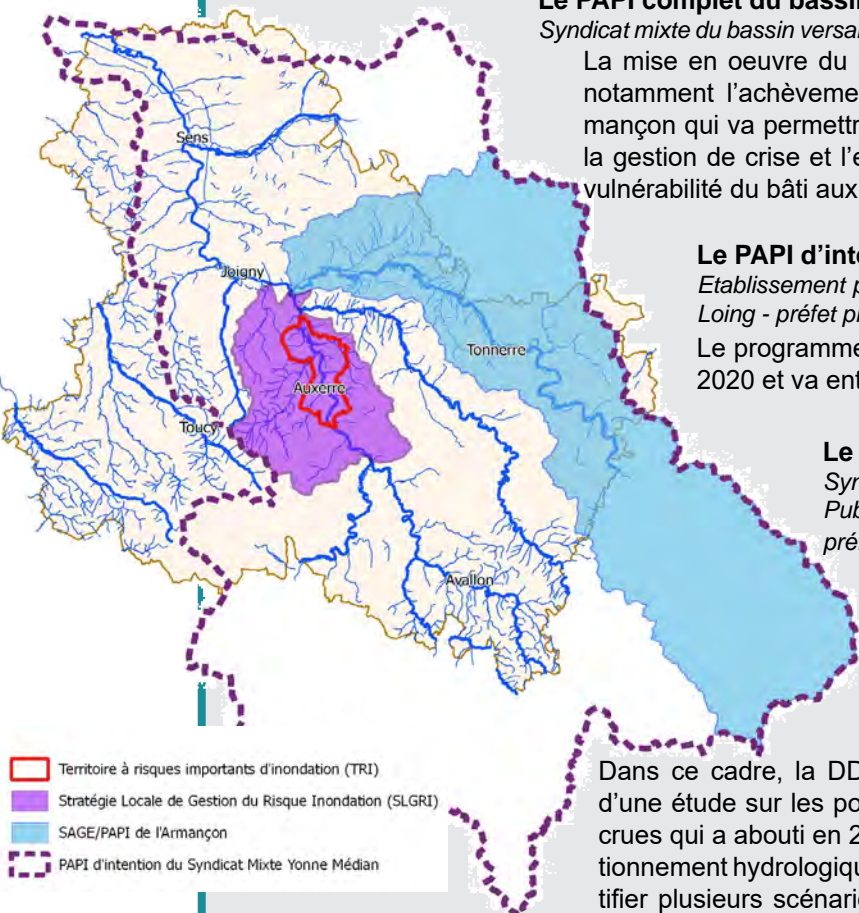 Le PAPI complet du bassin
Syndicat mixte du bassin versa
La mise en oeuvre du
notamment l'achèveme
mançon qui va permettr
la gestion de crise et l'é
vulnérabilité du bâti aux
Le PAPI d'inte
Etablissement p
Loing - préfet pi
Le programme
2020 et va ent
Le
Syn
Pub
pré
Sens
Joigny
Tonnerre
Auxerre
Toucy
Avallon
Territoire à risques importants d'inondation (TRI)
Stratégie Locale de Gestion du Risque Inondation (SLGRI)
SAGE/PAPI de l'Armançon
PAPI d'intention du Syndicat Mixte Yonne Médian
Dans ce cadre, la DD
d'une étude sur les po
crues qui a abouti en 2
tionnement hydrologiqu
tifier plusieurs scénari